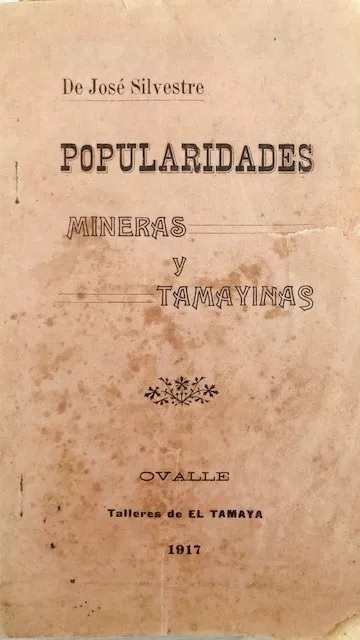 De José Silvestre
POPULARIDADES
MINERAS
y
TAMAYINAS
OVALLE
Talleres de EL TAMAYA
1917